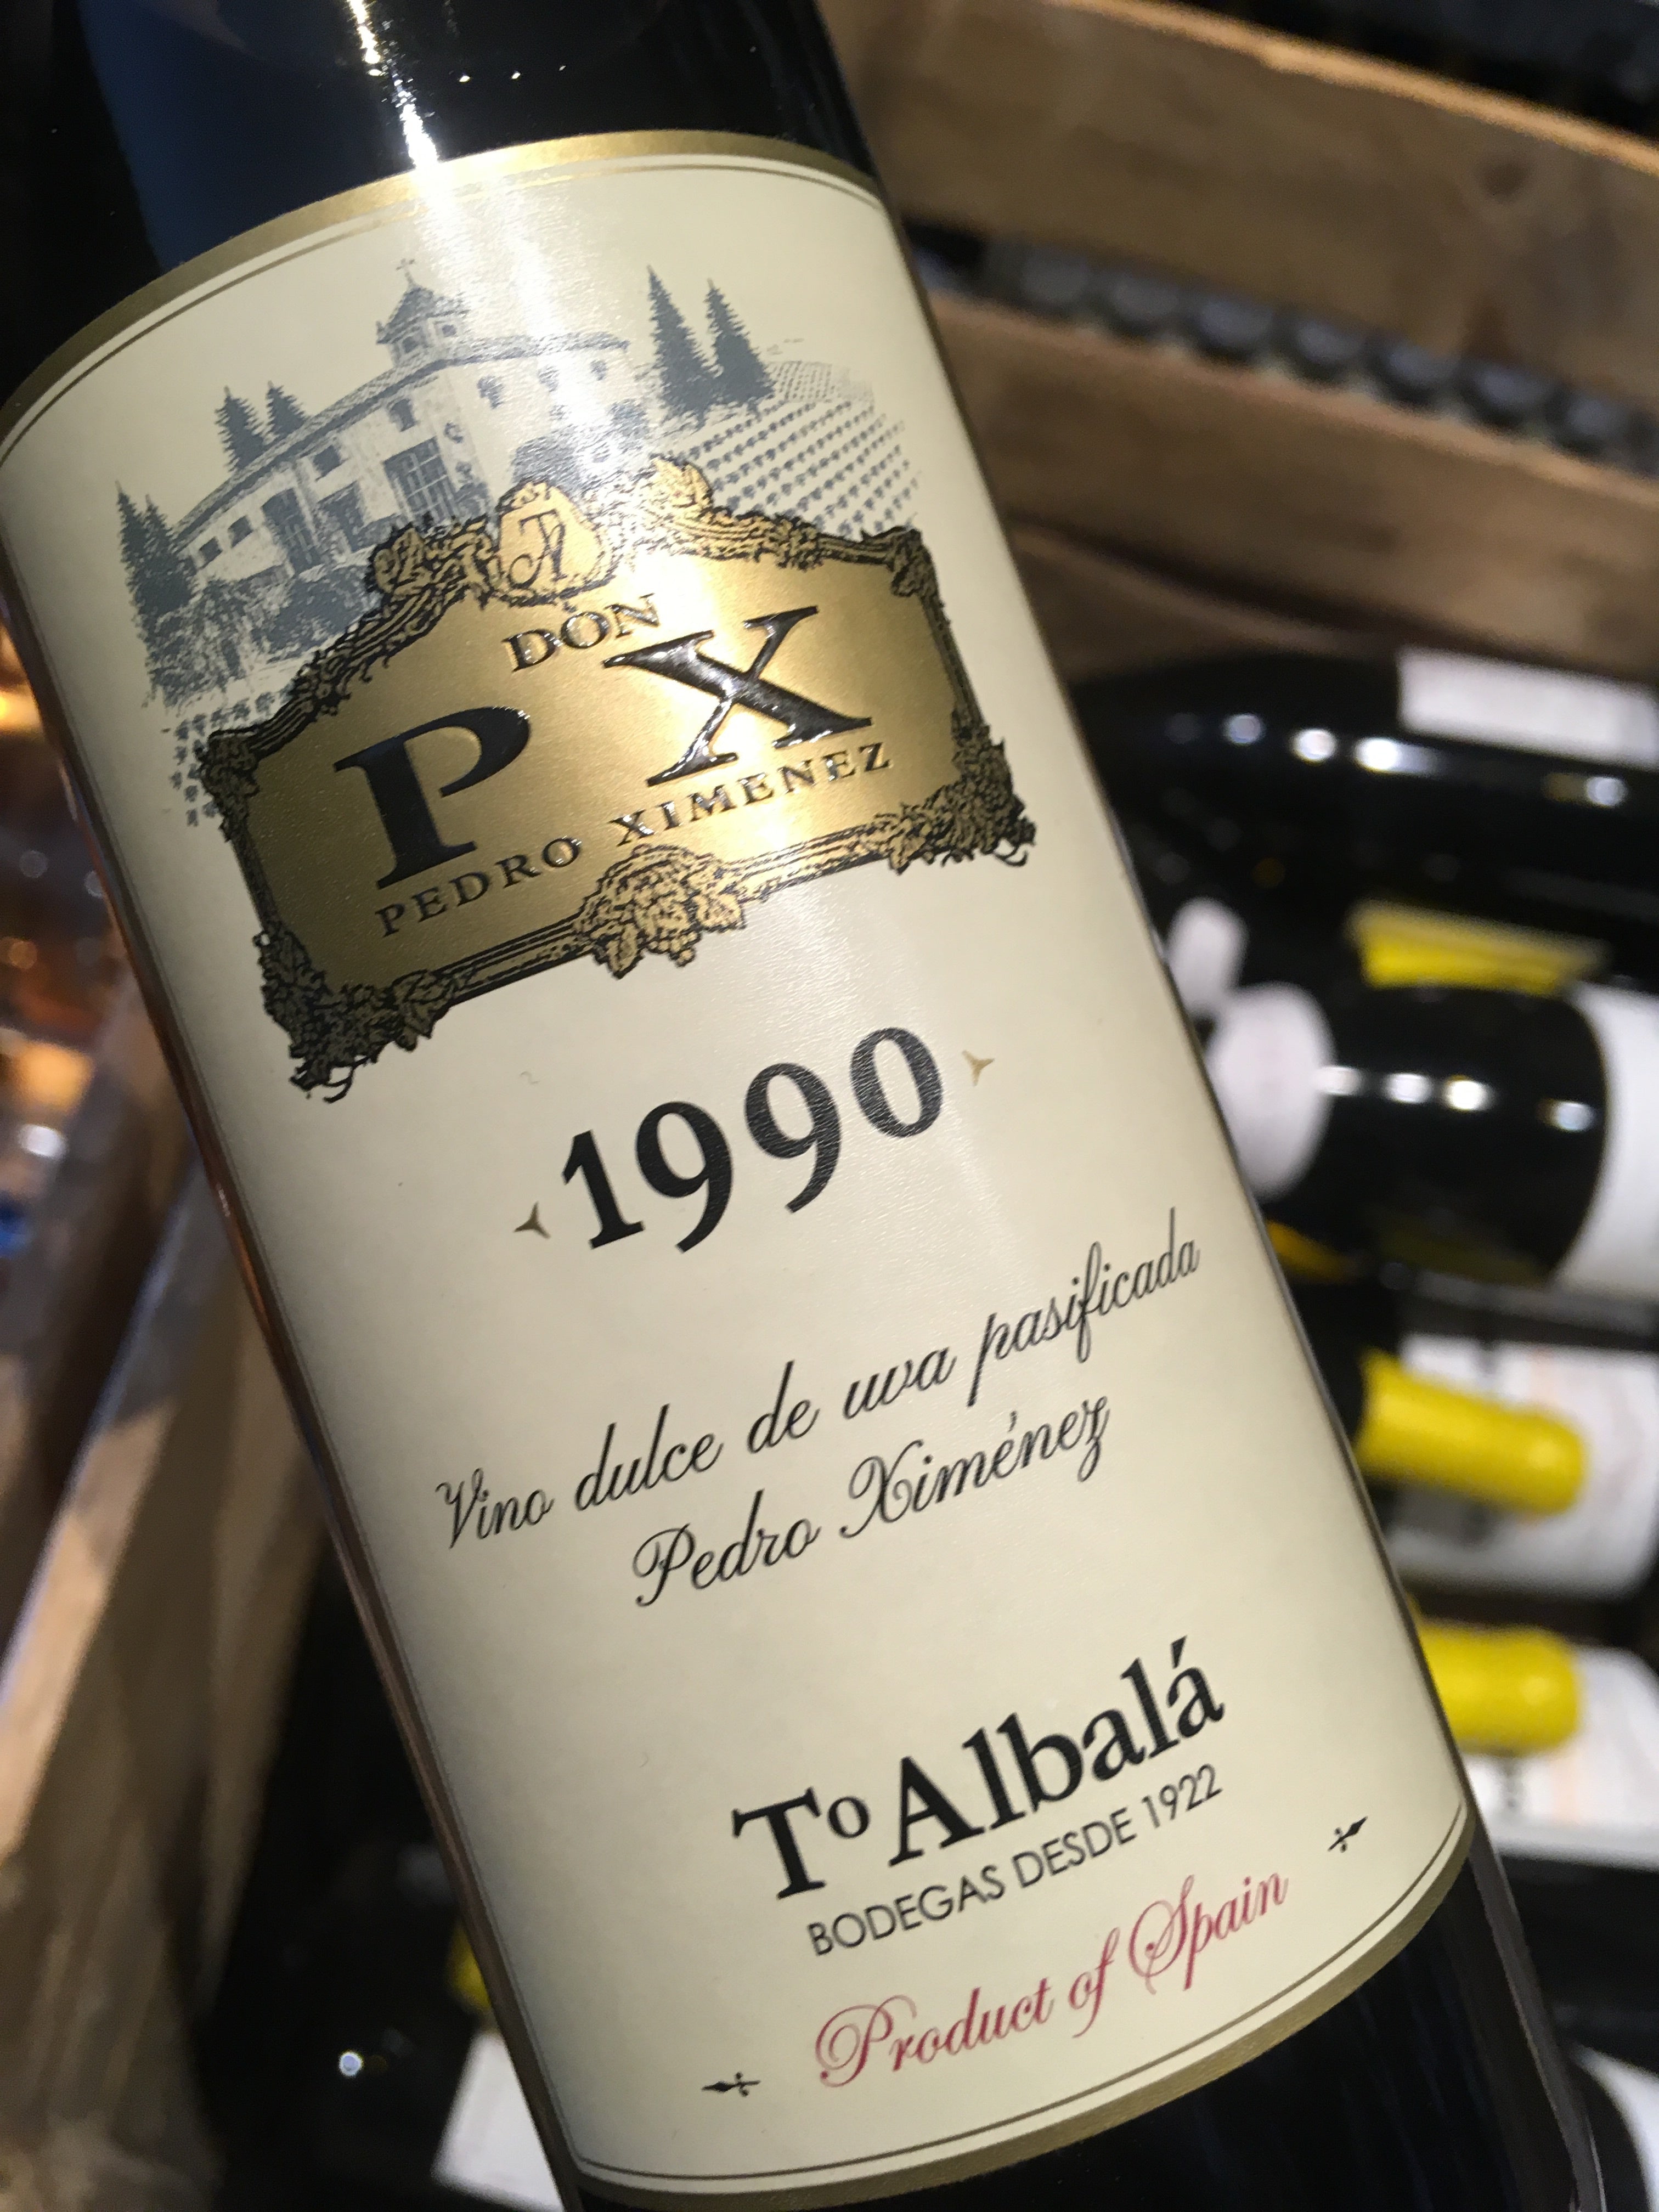 TA
DON
P X
PEDRO XIMENEZ
1990
Vino dulce de uva pasificada
Pedro Ximénez
Tº Albalá
BODEGAS DESDE 1922
Product of Spain